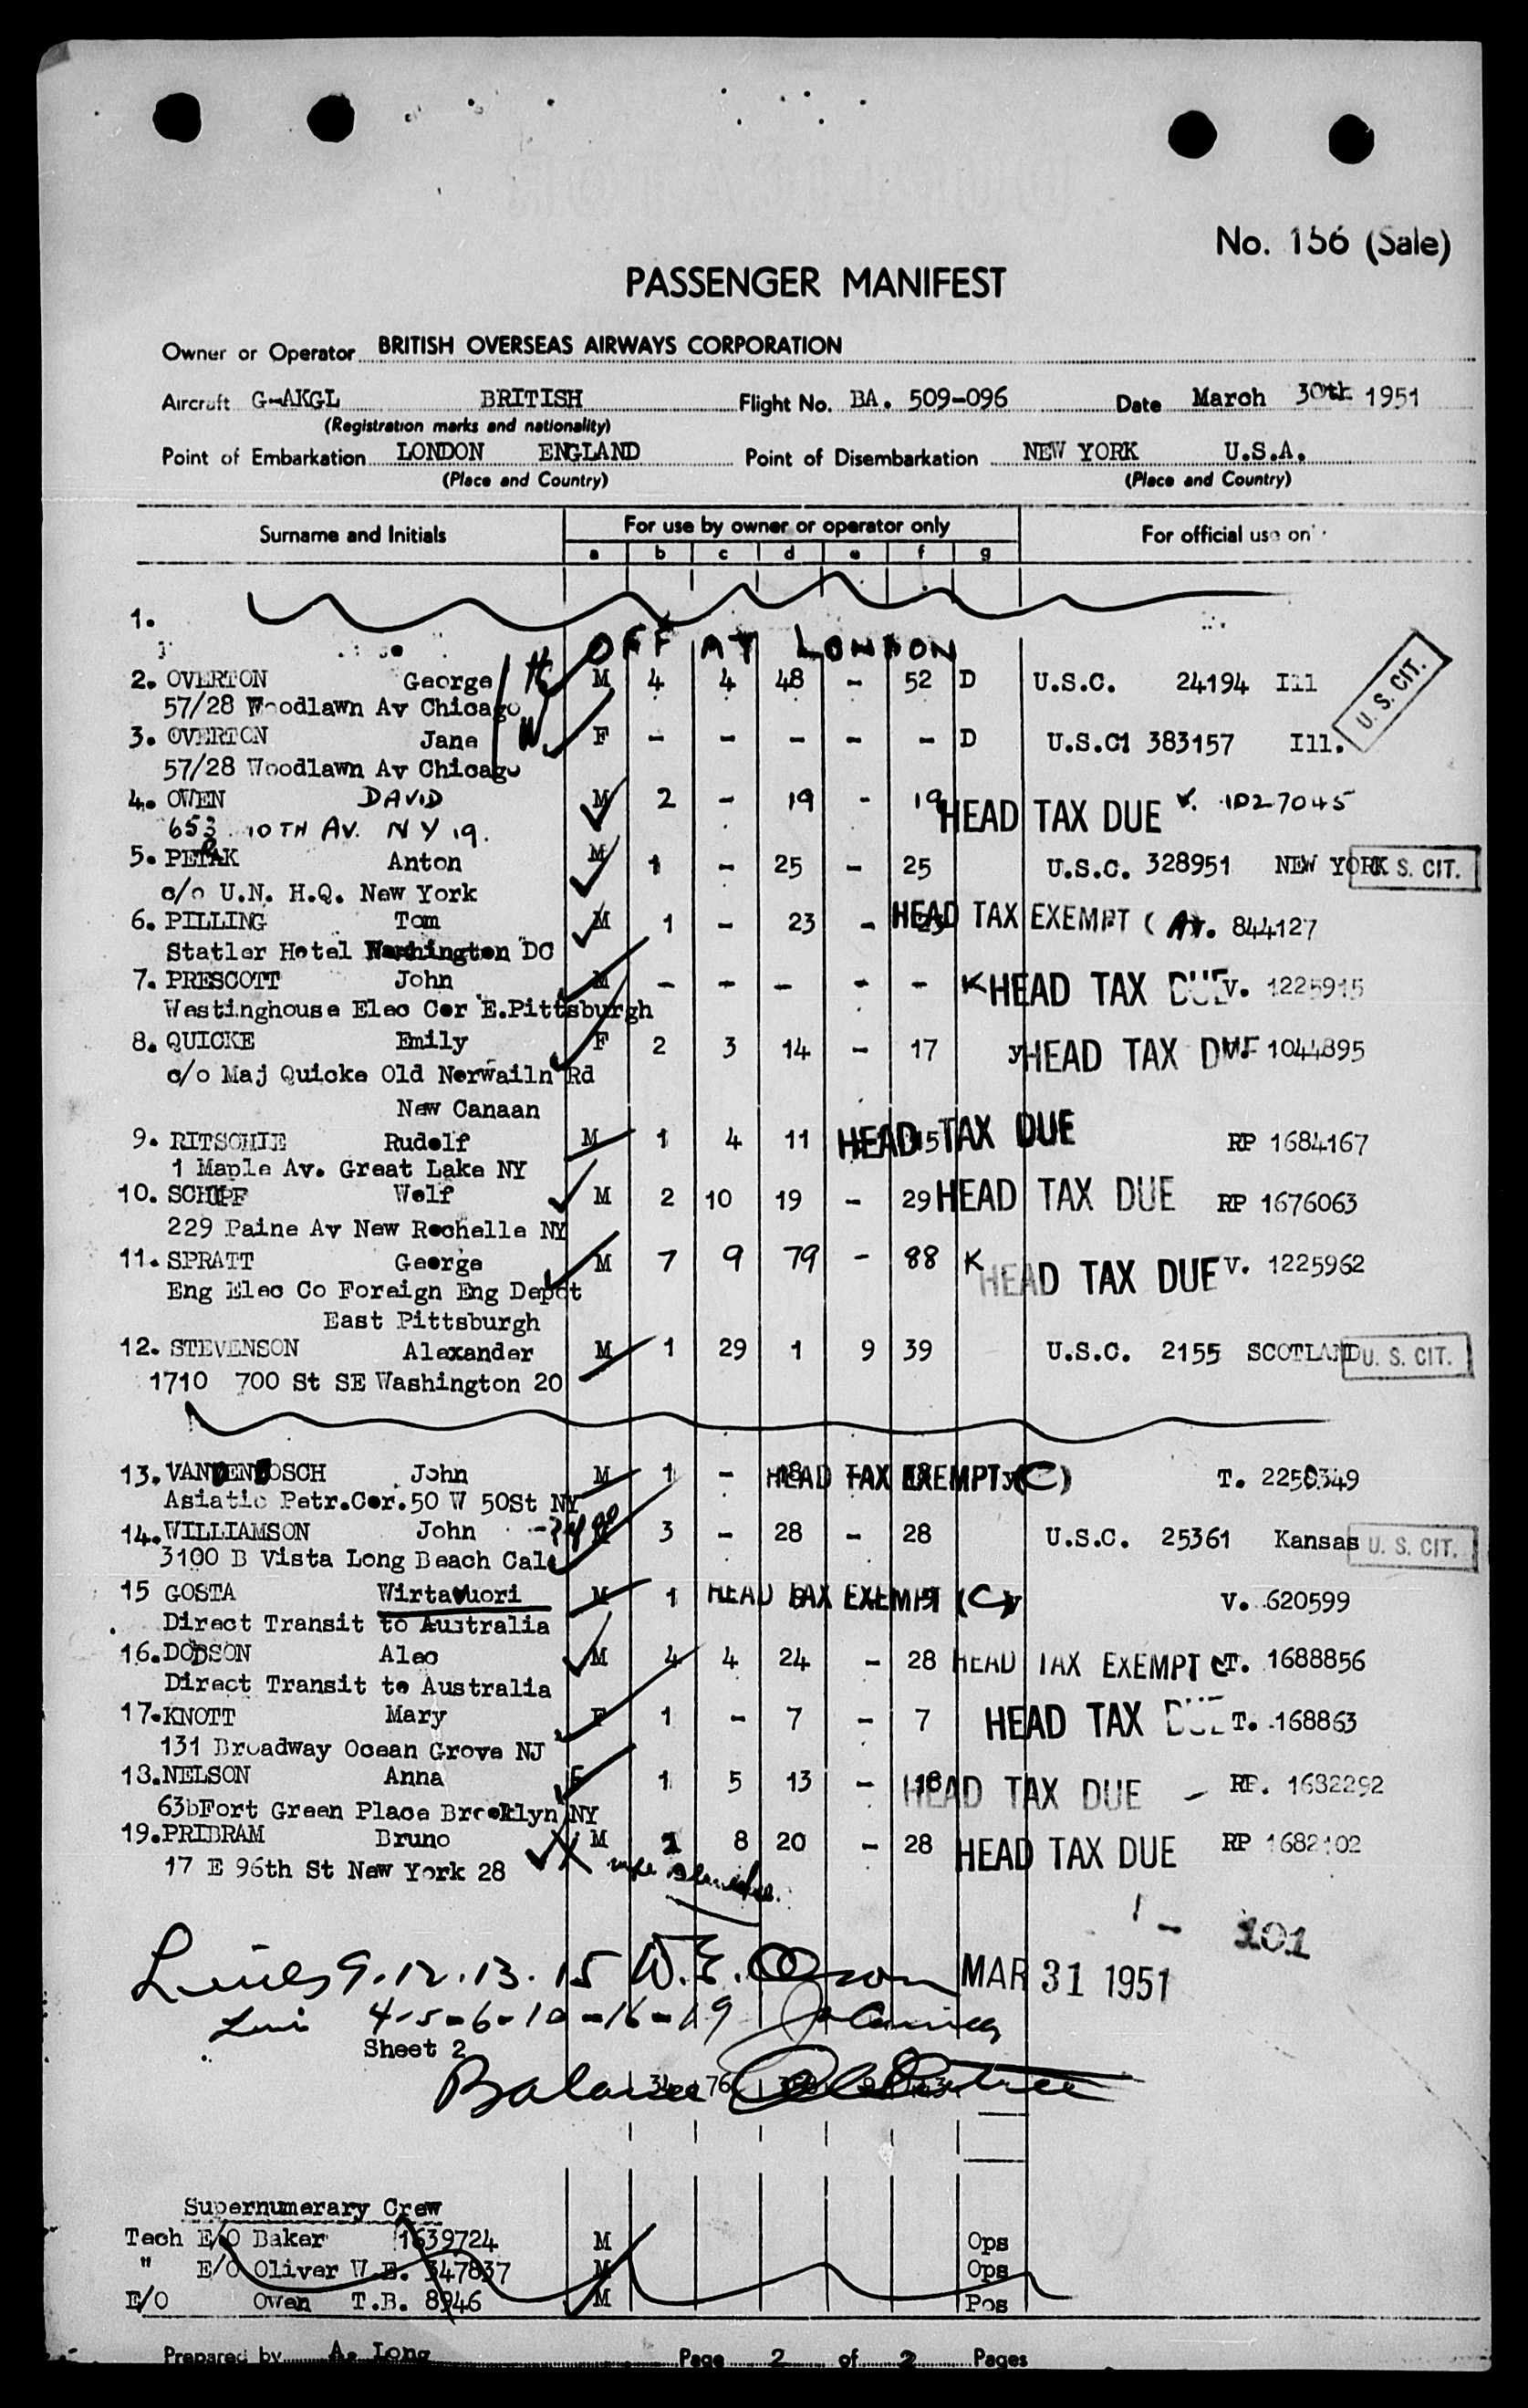 No. 156 (Sale)
PASSENGER MANIFEST
Owner or Operator BRITISH OVERSEAS AIRWAYS CORPORATION
Aircraft G-AKGL BRITISH Flight No. BA. 509-096 Date March 30th 1951
(Registration marks and nationality)
Point of Embarkation LONDON ENGLAND Point of Disembarkation NEW YORK U.S.A.
(Place and Country) (Place and Country)
Surname and Initials For use by owner or operator only For official use on
a b c d e f g
1.
OFF AT LONDON
2. OVERTON George M 4 4 48 - 52 D U.S.C. 24194 Ill U.S. CIT.
57/28 Woodlawn Av Chicago
3. OVERTON Jane F - - - - - D U.S.C1 383157 Ill.
57/28 Woodlawn Av Chicago
4. OWEN DAVID M 2 - 19 - 19 HEAD TAX DUE V. 1027045
653 10TH AV. NY 19.
5. PETRAK Anton M 1 - 25 - 25 U.S.C. 328951 NEW YORK U. S. CIT.
c/o U.N. H.Q. New York
6. PILLING Tom M 1 - 23 - 23 HEAD TAX EXEMPT ( A. 844127
Statler Hotel Washington DC
7. PRESCOTT John M - - - - - K HEAD TAX DUE V. 1225915
Westinghouse Elec Cor E.Pittsburgh
8. QUICKE Emily F 2 3 14 - 17 y HEAD TAX DUE V. 1044895
c/o Maj Quicke Old Nerwailn Rd
New Canaan
9. RITSCHIE Rudolf M 1 4 11 - 15 HEAD TAX DUE RP 1684167
1 Maple Av. Great Lake NY
10. SCHIFF Wolf M 2 10 19 - 29 HEAD TAX DUE RP 1676063
229 Paine Av New Rochelle NY
11. SPRATT George M 7 9 79 - 88 K HEAD TAX DUE V. 1225962
Eng Elec Co Foreign Eng Depot
East Pittsburgh
12. STEVENSON Alexander M 1 29 1 9 39 U.S.C. 2155 SCOTLAND U. S. CIT.
1710 700 St SE Washington 20
13. VANDENBOSCH John M 1 - 18 - 18 HEAD TAX EXEMPT (C) T. 2250349
Asiatic Petr.Cor.50 W 50St NY
14. WILLIAMSON John 3 - 28 - 28 U.S.C. 25361 Kansas U. S. CIT.
3100 B Vista Long Beach Cal
15 GOSTA Wirtavuori M 1 HEAD TAX EXEMPT (C) V. 620599
Direct Transit to Australia
16. DODSON Alec M 4 4 24 - 28 HEAD TAX EXEMPT C T. 1688856
Direct Transit to Australia
17. KNOTT Mary F 1 - 7 - 7 HEAD TAX DUE T. 168863
131 Broadway Ocean Grove NJ
18. NELSON Anna F 1 5 13 - 18 HEAD TAX DUE - RP. 1682292
63bFort Green Place Brooklyn NY
19. PRIBRAM Bruno M 2 8 20 - 28 HEAD TAX DUE RP 1682102
17 E 96th St New York 28
101
Lines 9.12.13.15 W.E. MAR 31 1951
4-5-6-10-16-19
Sheet 2
Balance 76
Supernumerary Crew
Tech E/O Baker 1639724 M Ops
" E/O Oliver W.E. 347837 M Ops
E/O Owen T.B. 8946 M Pos
Prepared by A. Long Page 2 of 2 Pages